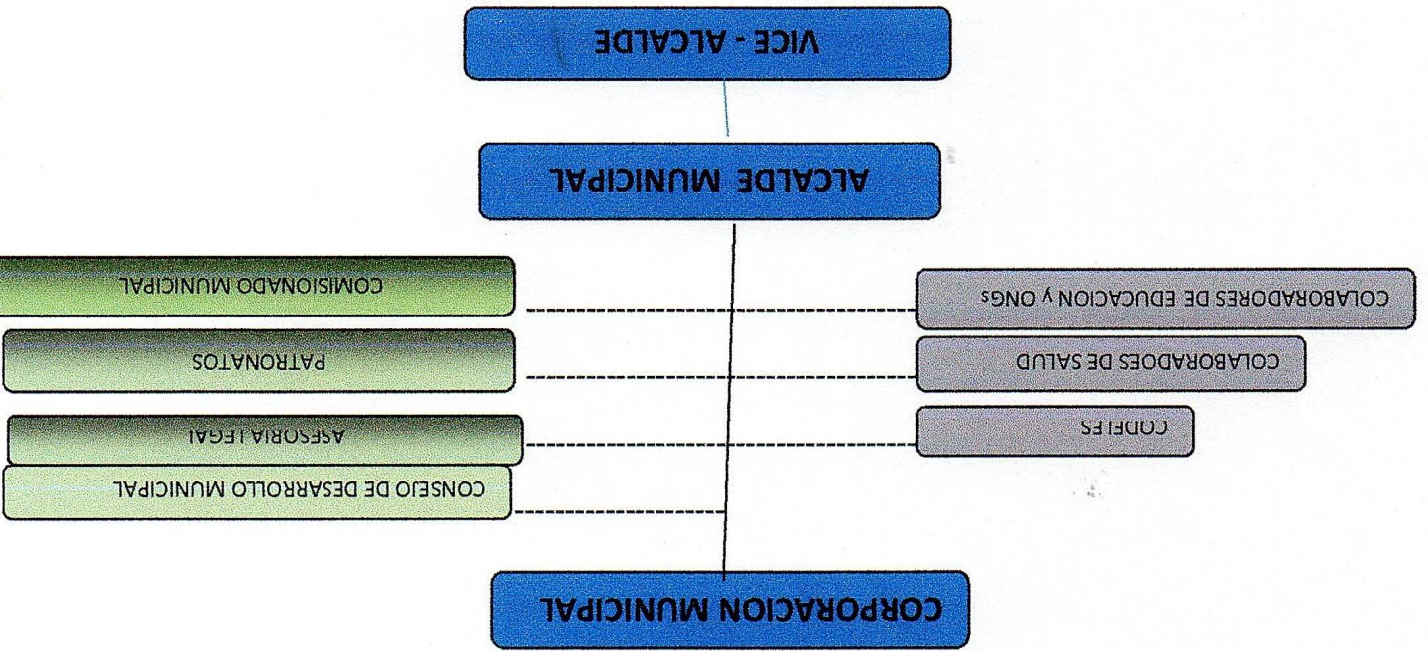 CORPORACION MUNICIPAL
CONSEJO DE DESARROLLO MUNICIPAL
CODELES
ASESORIA LEGAL
COLABORADOES DE SALUD
PATRONATOS
COLABORADORES DE EDUCACION y ONGs
COMISIONADO MUNICIPAL
ALCALDE MUNICIPAL
VICE - ALCALDE